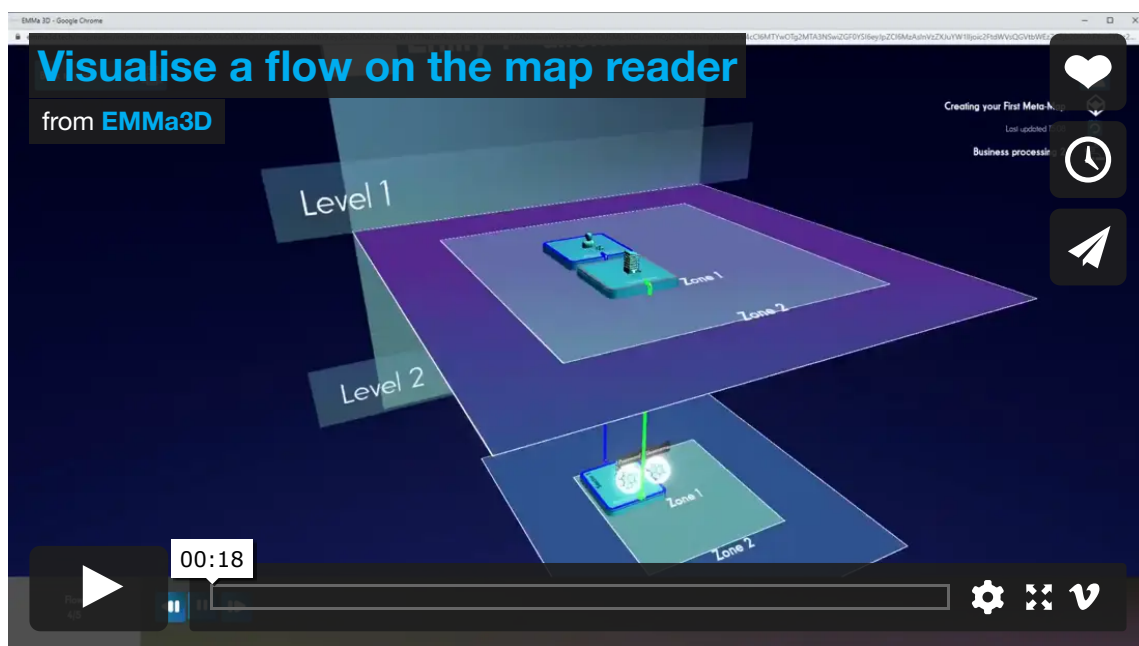 EMMa 3D - Google Chrome
Visualise a flow on the map reader
from EMMa3D
Creating your First Meta-Map
Last updated
Business processing
Level 1
Zone 1
Zone 2
Level 2
Zone 1
Zone 2
00:18